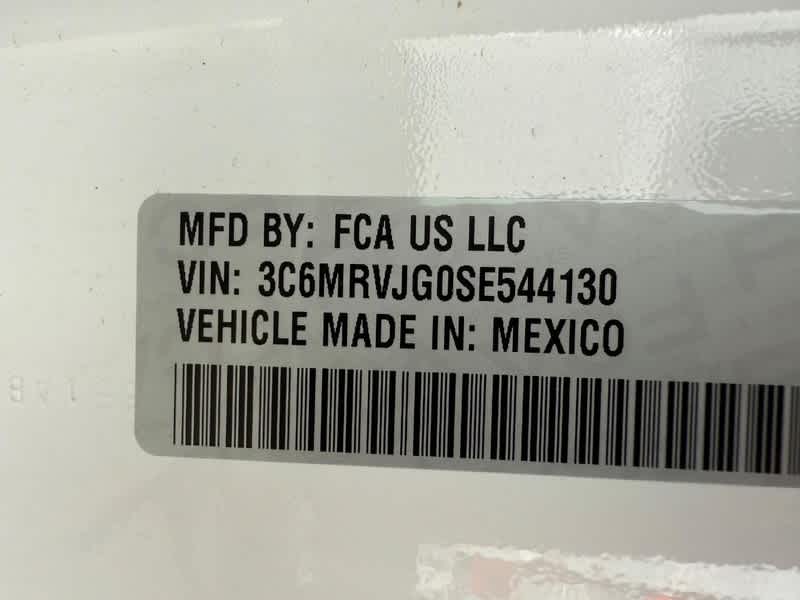 MFD BY: FCA US LLC
VIN: 3C6MRVJG0SE544130
VEHICLE MADE IN: MEXICO